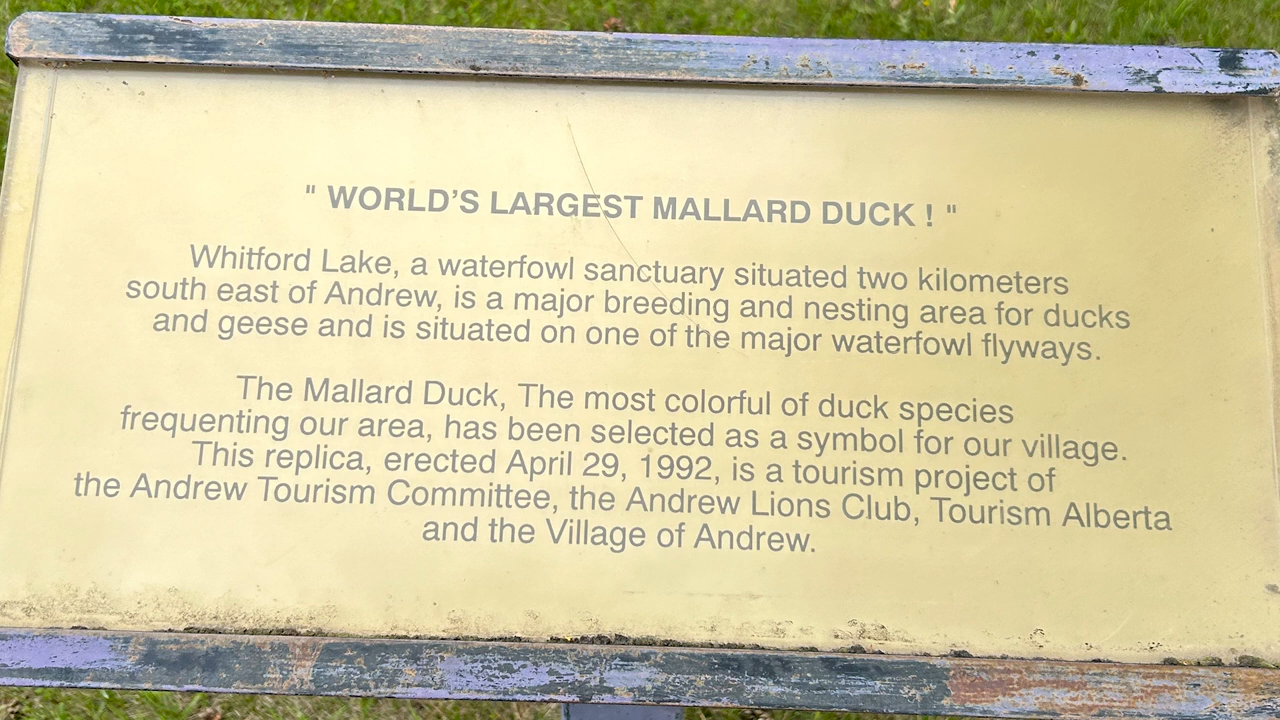 " WORLD'S LARGEST MALLARD DUCK ! "
Whitford Lake, a waterfowl sanctuary situated two kilometers
south east of Andrew, is a major breeding and nesting area for ducks
and geese and is situated on one of the major waterfowl flyways.
The Mallard Duck, The most colorful of duck species
frequenting our area, has been selected as a symbol for our village.
This replica, erected April 29, 1992, is a tourism project of
the Andrew Tourism Committee, the Andrew Lions Club, Tourism Alberta
and the Village of Andrew.